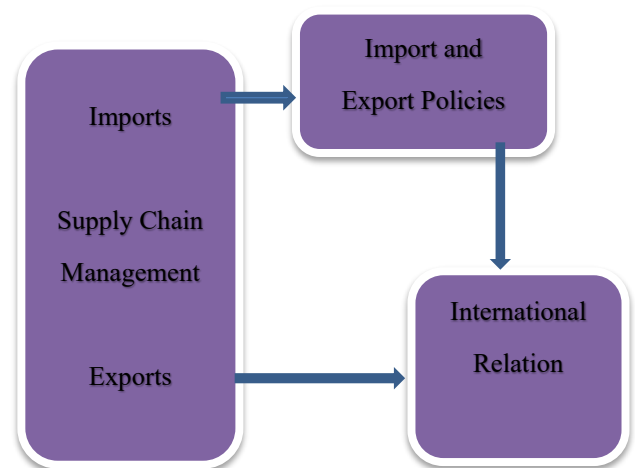 Imports
Supply Chain
Management
Exports
Import and
Export Policies
International
Relation